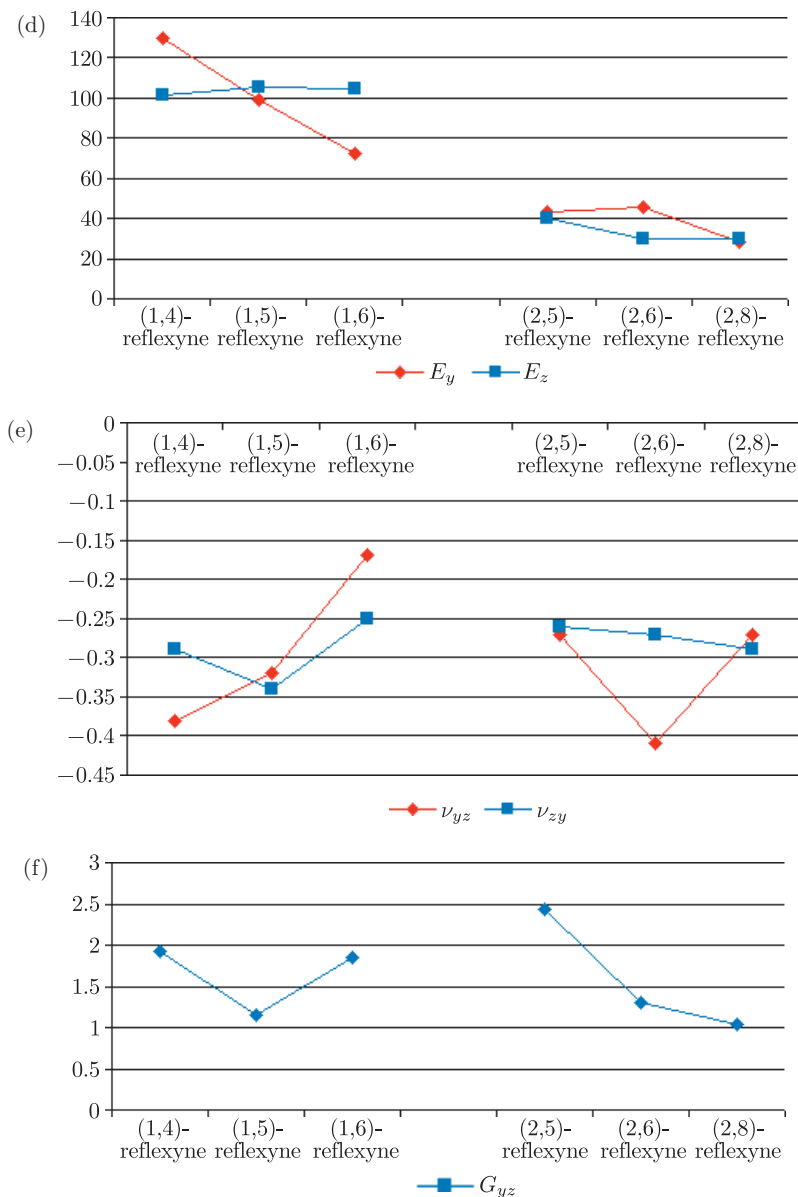 (d)
140
120
100
80
60
40
20
0
(1,4)- (1,5)- (1,6)- (2,5)- (2,6)- (2,8)-
reflexyne reflexyne reflexyne reflexyne reflexyne reflexyne
E_y E_z
(e)
0
(1,4)- (1,5)- (1,6)- (2,5)- (2,6)- (2,8)-
reflexyne reflexyne reflexyne reflexyne reflexyne reflexyne
−0.05
−0.1
−0.15
−0.2
−0.25
−0.3
−0.35
−0.4
−0.45
ν_yz ν_zy
(f)
3
2.5
2
1.5
1
0.5
0
(1,4)- (1,5)- (1,6)- (2,5)- (2,6)- (2,8)-
reflexyne reflexyne reflexyne reflexyne reflexyne reflexyne
G_yz